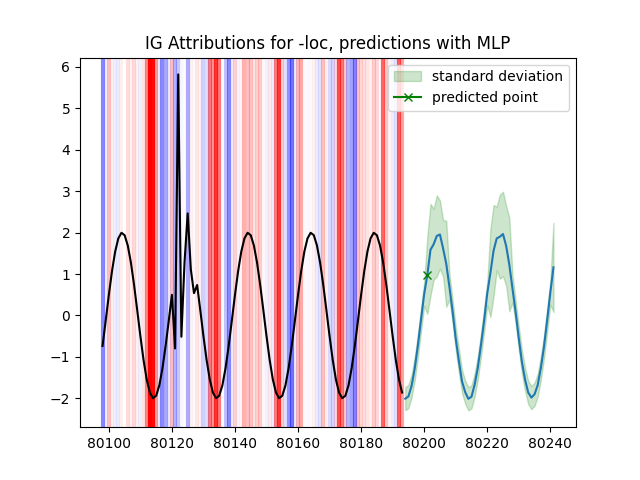 IG Attributions for -loc, predictions with MLP
standard deviation
predicted point
6
5
4
3
2
1
0
−1
−2
80100 80120 80140 80160 80180 80200 80220 80240